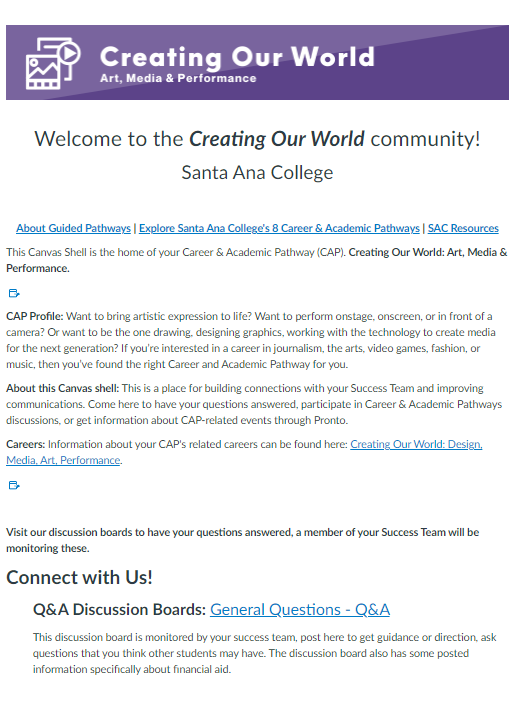 Creating Our World
Art, Media & Performance
Welcome to the Creating Our World community!
Santa Ana College
About Guided Pathways | Explore Santa Ana College's 8 Career & Academic Pathways | SAC Resources
This Canvas Shell is the home of your Career & Academic Pathway (CAP). Creating Our World: Art, Media &
Performance.
CAP Profile: Want to bring artistic expression to life? Want to perform onstage, onscreen, or in front of a
camera? Or want to be the one drawing, designing graphics, working with the technology to create media
for the next generation? If you're interested in a career in journalism, the arts, video games, fashion, or
music, then you've found the right Career and Academic Pathway for you.
About this Canvas shell: This is a place for building connections with your Success Team and improving
communications. Come here to have your questions answered, participate in Career & Academic Pathways
discussions, or get information about CAP-related events through Pronto.
Careers: Information about your CAP's related careers can be found here: Creating Our World: Design,
Media, Art, Performance.
Visit our discussion boards to have your questions answered, a member of your Success Team will be
monitoring these.
Connect with Us!
Q&A Discussion Boards: General Questions - Q&A
This discussion board is monitored by your success team, post here to get guidance or direction, ask
questions that you think other students may have. The discussion board also has some posted
information specifically about financial aid.